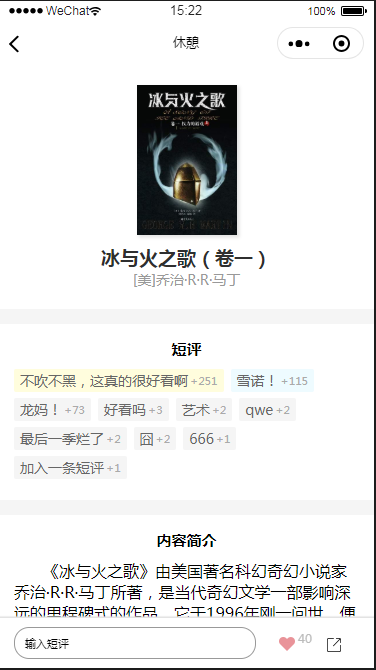 WeChat 15:22 100%
休憩
冰与火之歌
卷一
冰与火之歌（卷一）
[美]乔治·R·R·马丁
短评
不吹不黑，这真的很好看啊 +251 雪诺！ +115
龙妈！ +73 好看吗 +3 艺术 +2 qwe +2
最后一季烂了 +2 囧 +2 666 +1
加入一条短评 +1
内容简介
《冰与火之歌》由美国著名科幻奇幻小说家
乔治·R·R·马丁所著，是当代奇幻文学一部影响深
远的里程碑式的作品。它于1996年刚一问世，便
输入短评 40